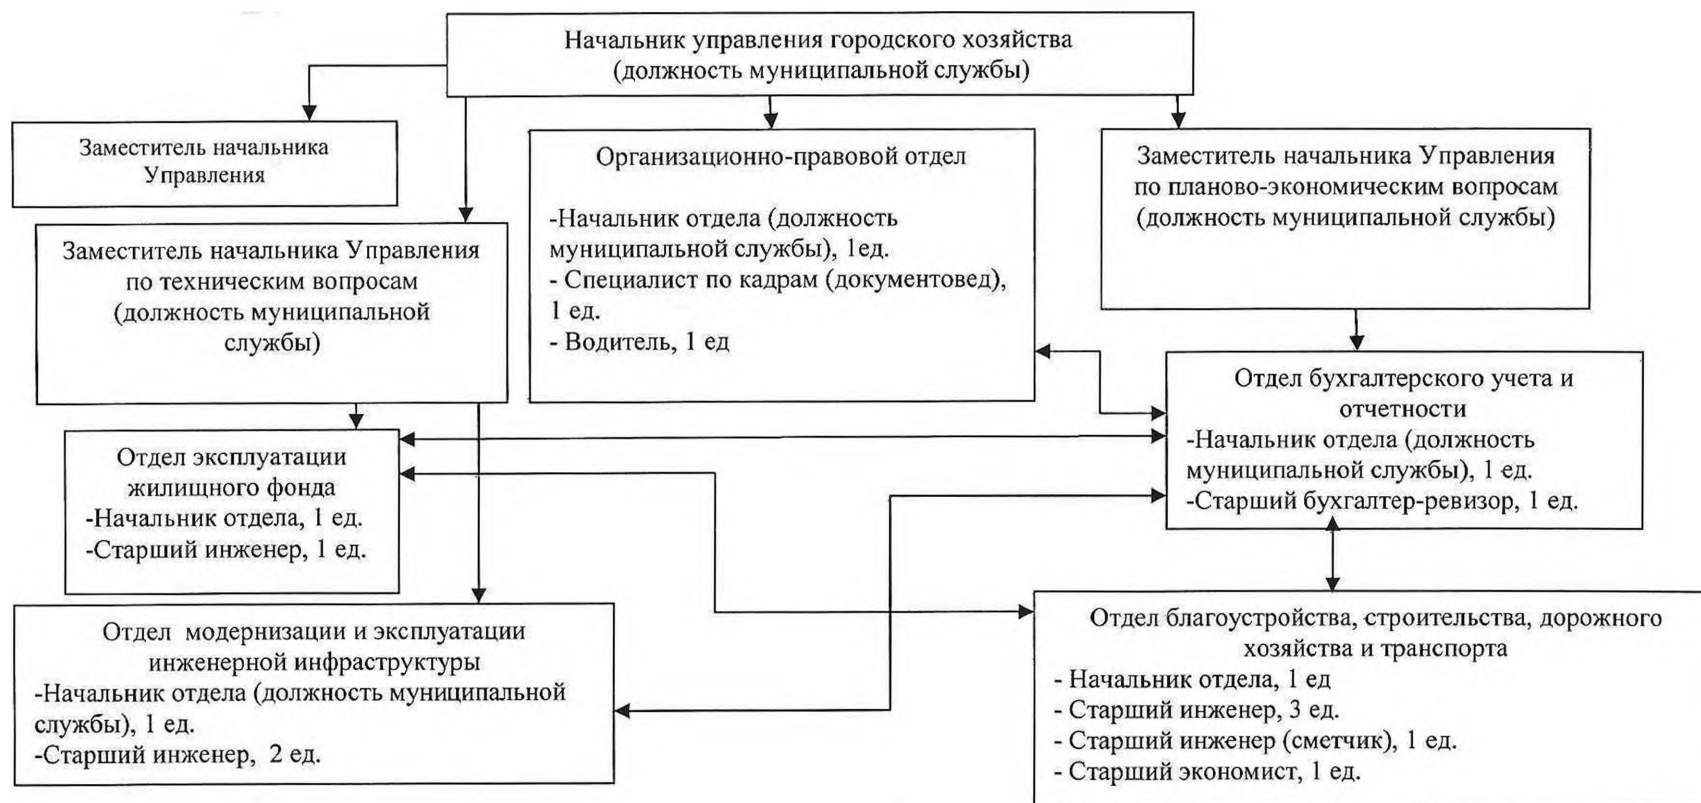 Начальник управления городского хозяйства
(должность муниципальной службы)
Заместитель начальника
Управления
Организационно-правовой отдел
-Начальник отдела (должность
муниципальной службы), 1ед.
- Специалист по кадрам (документовед),
1 ед.
- Водитель, 1 ед
Заместитель начальника Управления
по планово-экономическим вопросам
(должность муниципальной службы)
Заместитель начальника Управления
по техническим вопросам
(должность муниципальной
службы)
Отдел бухгалтерского учета и
отчетности
-Начальник отдела (должность
муниципальной службы), 1 ед.
-Старший бухгалтер-ревизор, 1 ед.
Отдел эксплуатации
жилищного фонда
-Начальник отдела, 1 ед.
-Старший инженер, 1 ед.
Отдел модернизации и эксплуатации
инженерной инфраструктуры
-Начальник отдела (должность муниципальной
службы), 1 ед.
-Старший инженер, 2 ед.
Отдел благоустройства, строительства, дорожного
хозяйства и транспорта
- Начальник отдела, 1 ед
- Старший инженер, 3 ед.
- Старший инженер (сметчик), 1 ед.
- Старший экономист, 1 ед.